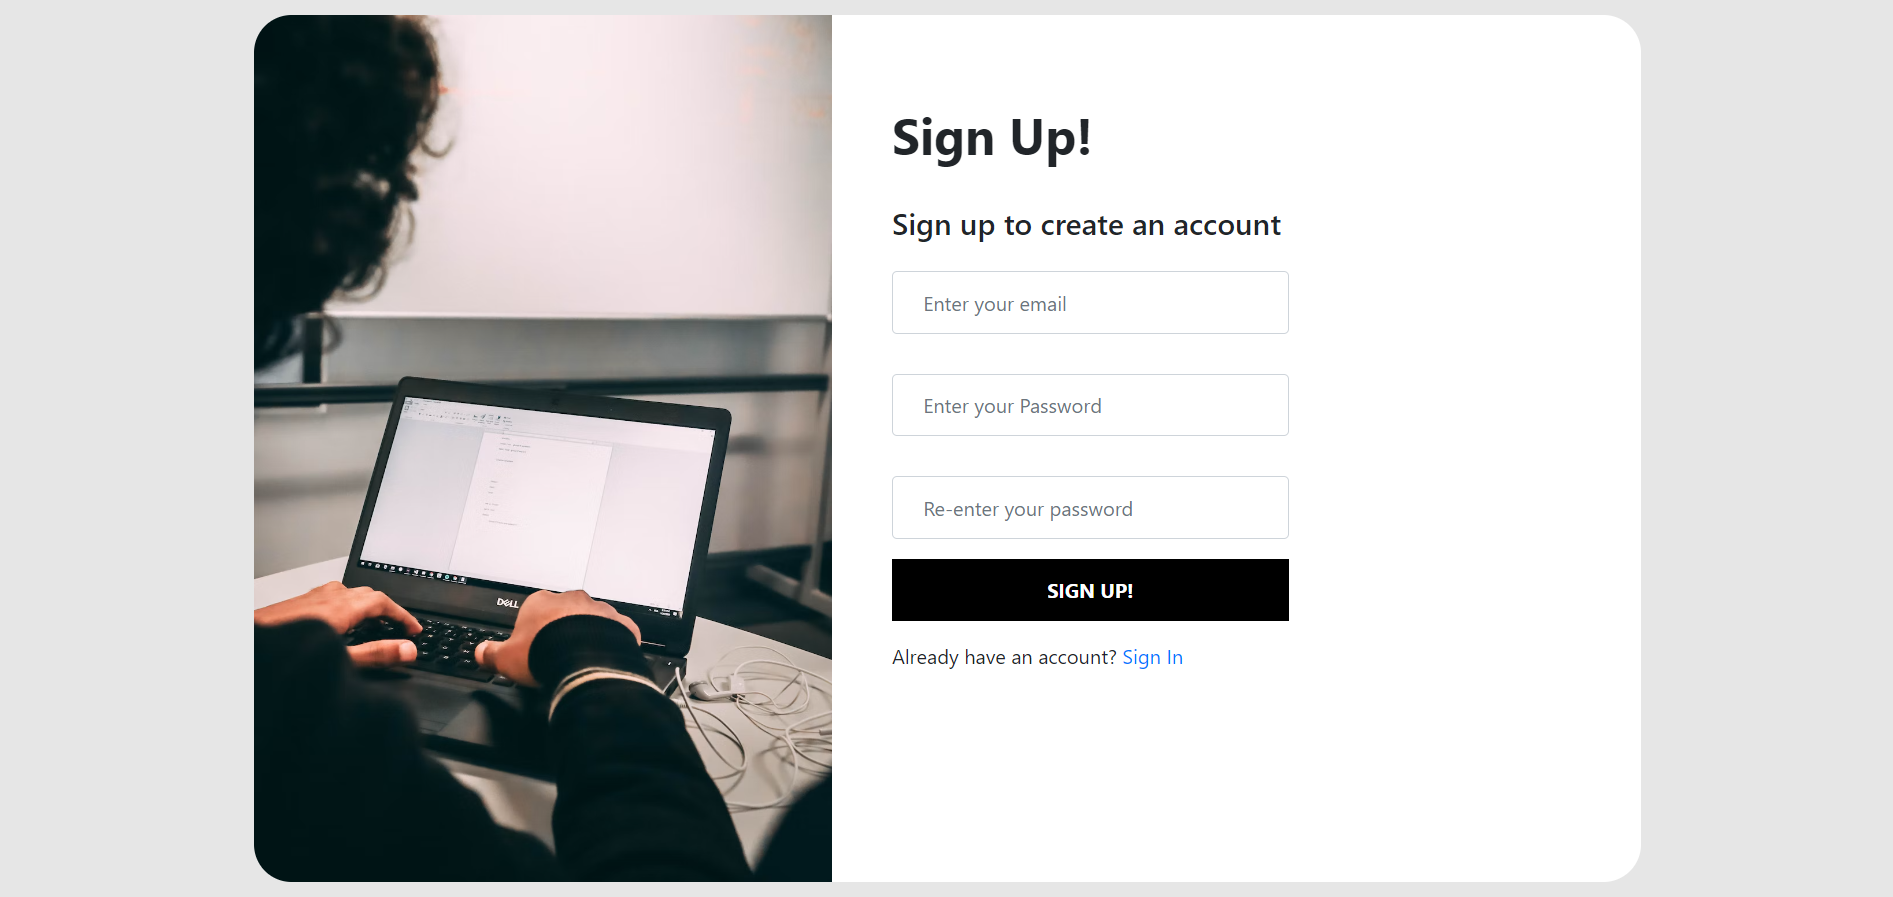 Sign Up!
Sign up to create an account
Enter your email
Enter your Password
Re-enter your password
SIGN UP!
Already have an account? Sign In
DELL